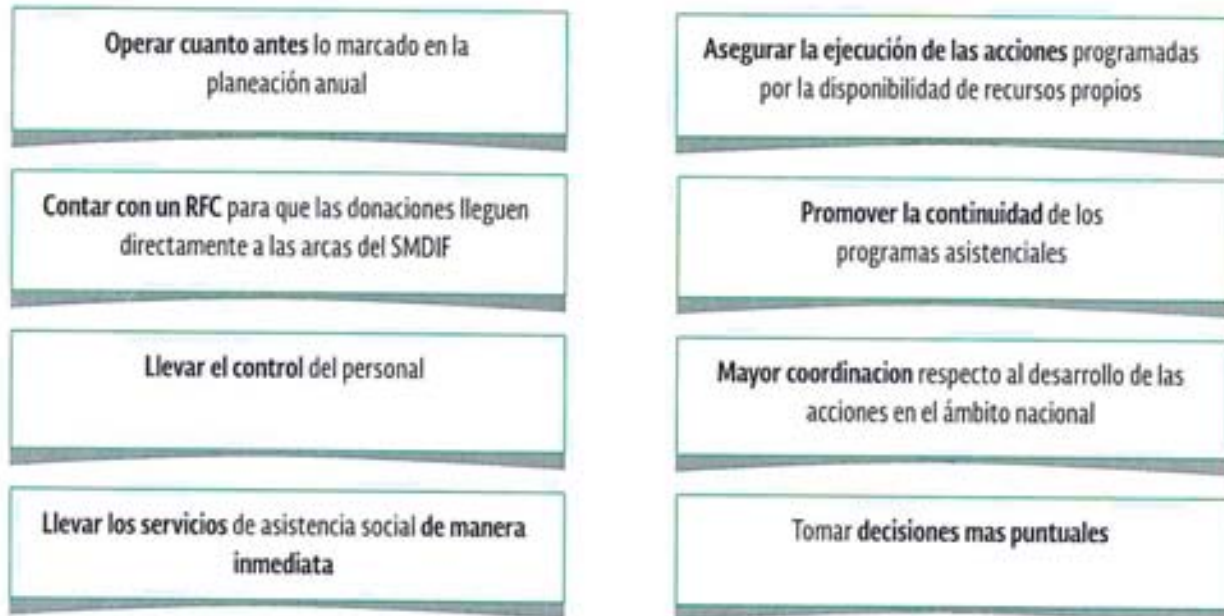 Operar cuanto antes lo marcado en la
planeación anual
Contar con un RFC para que las donaciones lleguen
directamente a las arcas del SMDIF
Llevar el control del personal
Llevar los servicios de asistencia social de manera
inmediata
Asegurar la ejecución de las acciones programadas
por la disponibilidad de recursos propios
Promover la continuidad de los
programas asistenciales
Mayor coordinacion respecto al desarrollo de las
acciones en el ámbito nacional
Tomar decisiones mas puntuales